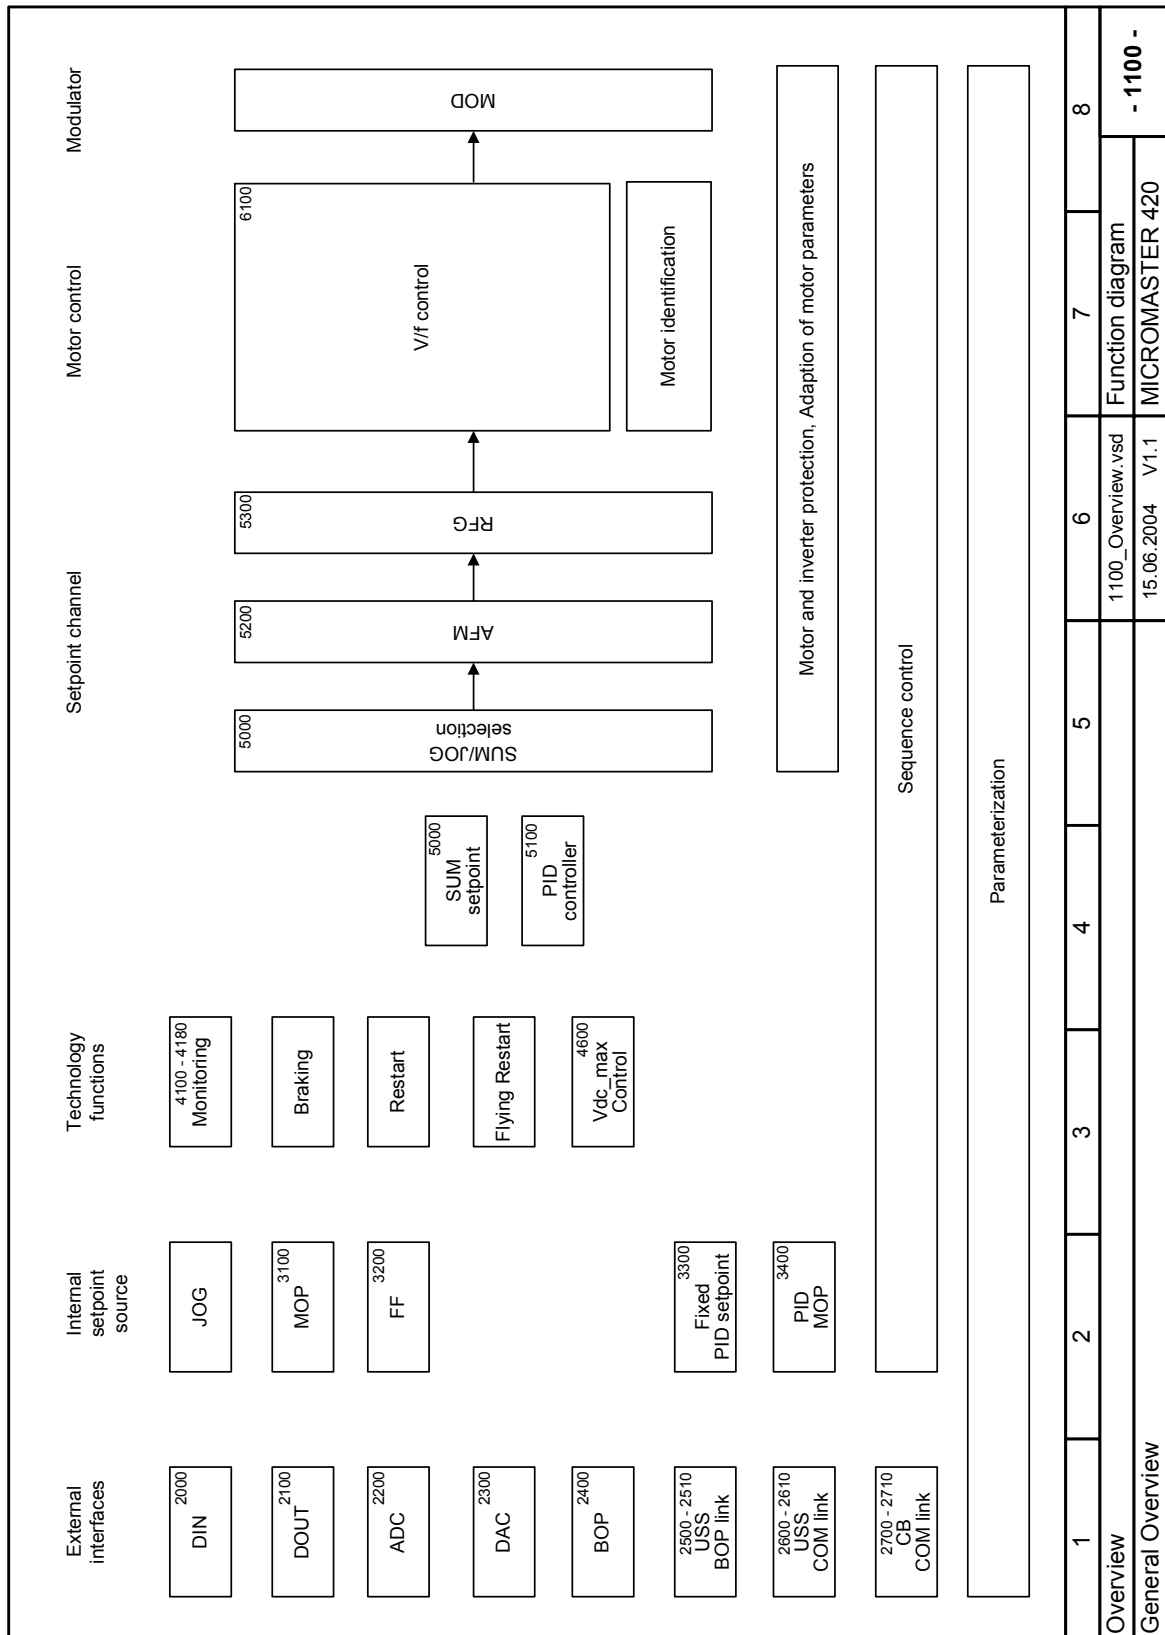 External
interfaces
Internal
setpoint
source
Technology
functions
Setpoint channel
Motor control
Modulator
2000
DIN
2100
DOUT
2200
ADC
2300
DAC
2400
BOP
2500 - 2510
USS
BOP link
2600 - 2610
USS
COM link
2700 - 2710
CB
COM link
JOG
3100
MOP
3200
FF
3300
Fixed
PID setpoint
3400
PID
MOP
4100 - 4180
Monitoring
Braking
Restart
Flying Restart
4600
Vdc_max
Control
5000
SUM
setpoint
5100
PID
controller
5000
SUM/JOG
selection
5200
AFM
5300
RFG
6100
V/f control
Motor identification
MOD
Motor and inverter protection, Adaption of motor parameters
Sequence control
Parameterization
1
2
3
4
5
6
7
8
Overview
1100_Overview.vsd
Function diagram
- 1100 -
General Overview
15.06.2004
V1.1
MICROMASTER 420